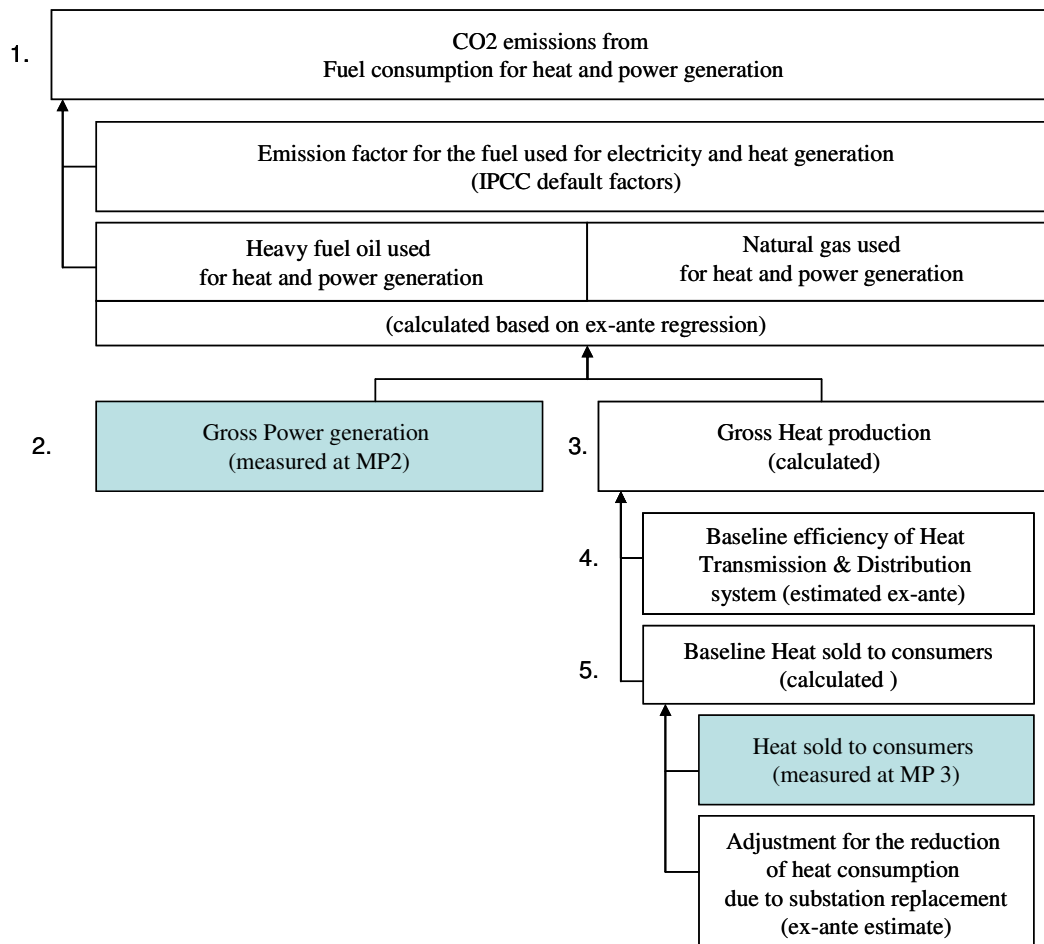 1.
CO2 emissions from
Fuel consumption for heat and power generation
Emission factor for the fuel used for electricity and heat generation
(IPCC default factors)
Heavy fuel oil used
for heat and power generation
Natural gas used
for heat and power generation
(calculated based on ex-ante regression)
2.
Gross Power generation
(measured at MP2)
3.
Gross Heat production
(calculated)
4.
Baseline efficiency of Heat
Transmission & Distribution
system (estimated ex-ante)
5.
Baseline Heat sold to consumers
(calculated )
Heat sold to consumers
(measured at MP 3)
Adjustment for the reduction
of heat consumption
due to substation replacement
(ex-ante estimate)